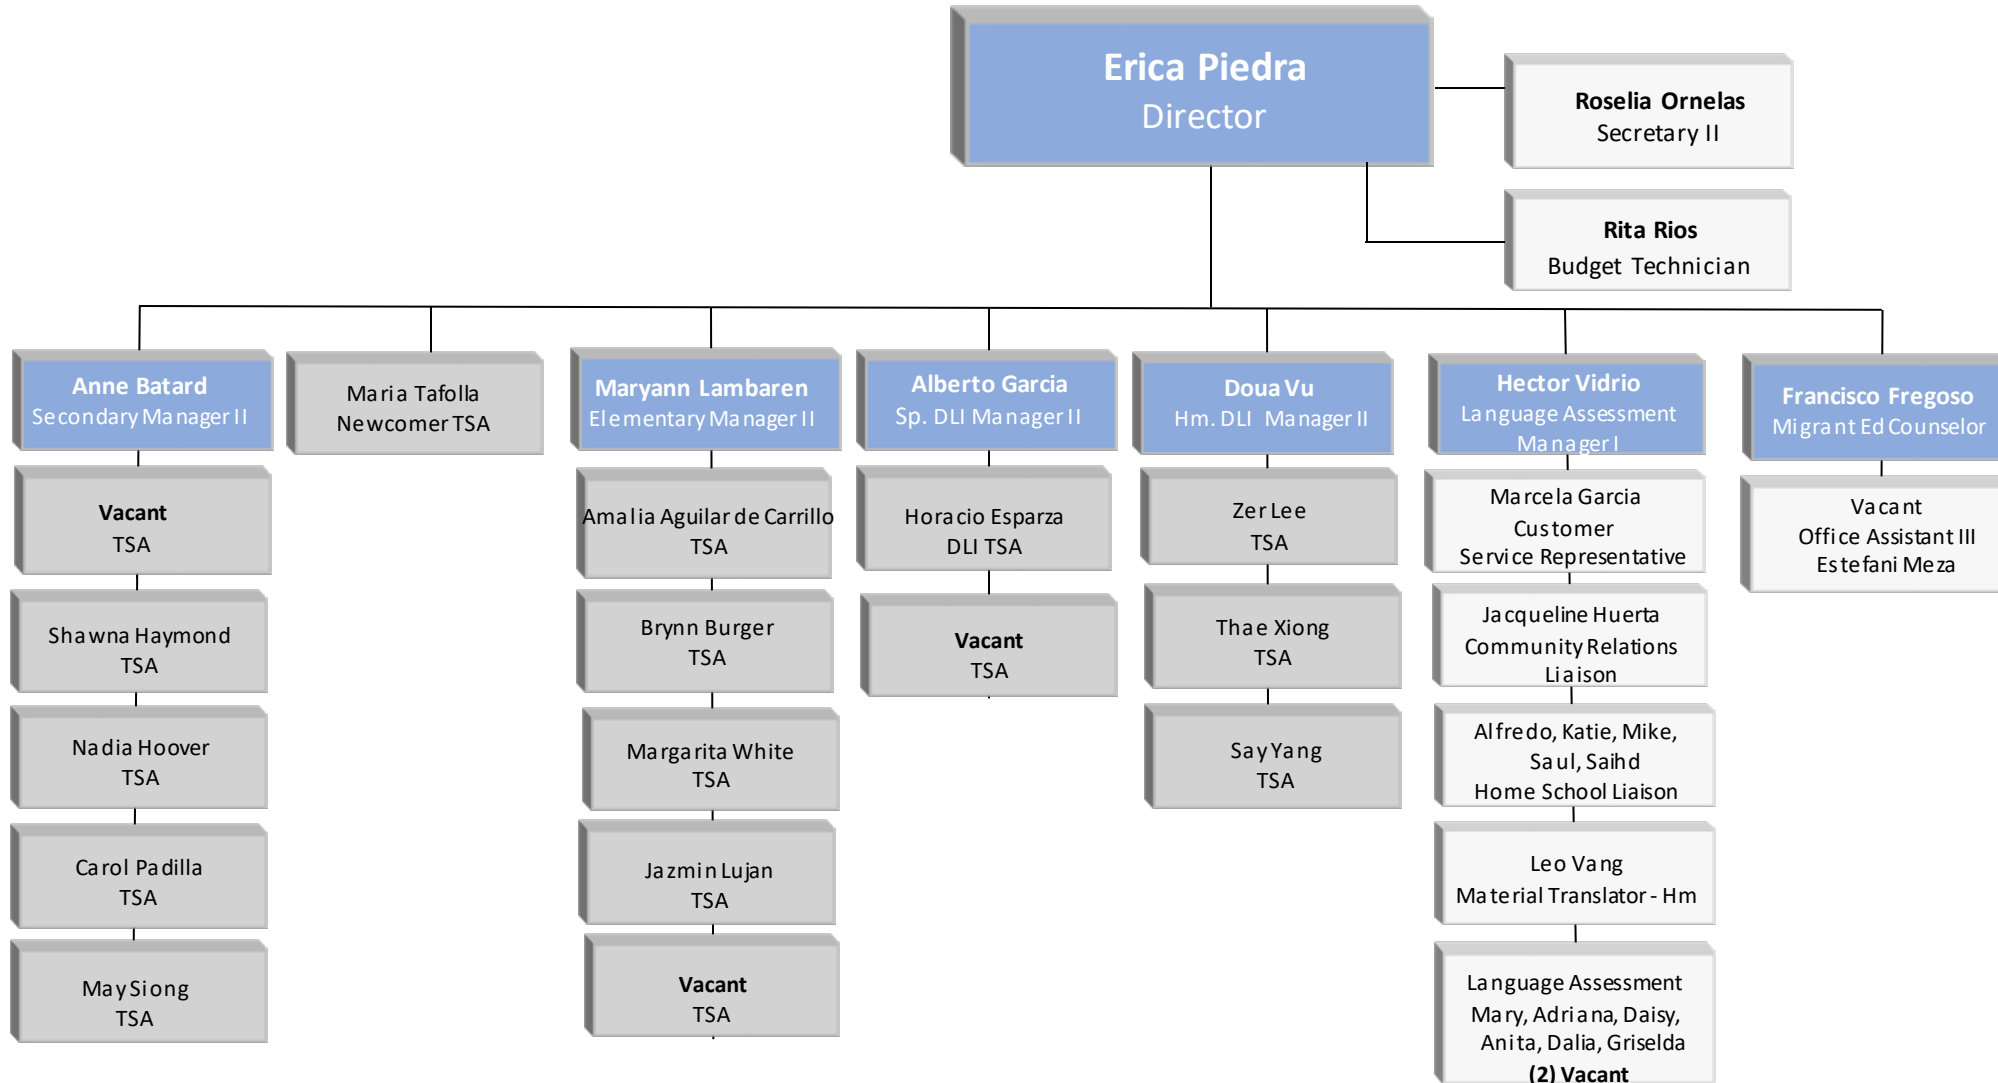 Erica Piedra
Director
Roselia Ornelas
Secretary II
Rita Rios
Budget Technician
Anne Batard
Secondary Manager II
Vacant
TSA
Shawna Haymond
TSA
Nadia Hoover
TSA
Carol Padilla
TSA
May Siong
TSA
Maria Tafolla
Newcomer TSA
Maryann Lambaren
Elementary Manager II
Amalia Aguilar de Carrillo
TSA
Brynn Burger
TSA
Margarita White
TSA
Jazmin Lujan
TSA
Vacant
TSA
Alberto Garcia
Sp. DLI Manager II
Horacio Esparza
DLI TSA
Vacant
TSA
Doua Vu
Hm. DLI Manager II
Zer Lee
TSA
Thae Xiong
TSA
Say Yang
TSA
Hector Vidrio
Language Assessment
Manager I
Marcela Garcia
Customer
Service Representative
Jacqueline Huerta
Community Relations
Liaison
Alfredo, Katie, Mike,
Saul, Saihd
Home School Liaison
Leo Vang
Material Translator - Hm
Language Assessment
Mary, Adriana, Daisy,
Anita, Dalia, Griselda
(2) Vacant
Francisco Fregoso
Migrant Ed Counselor
Vacant
Office Assistant III
Estefani Meza